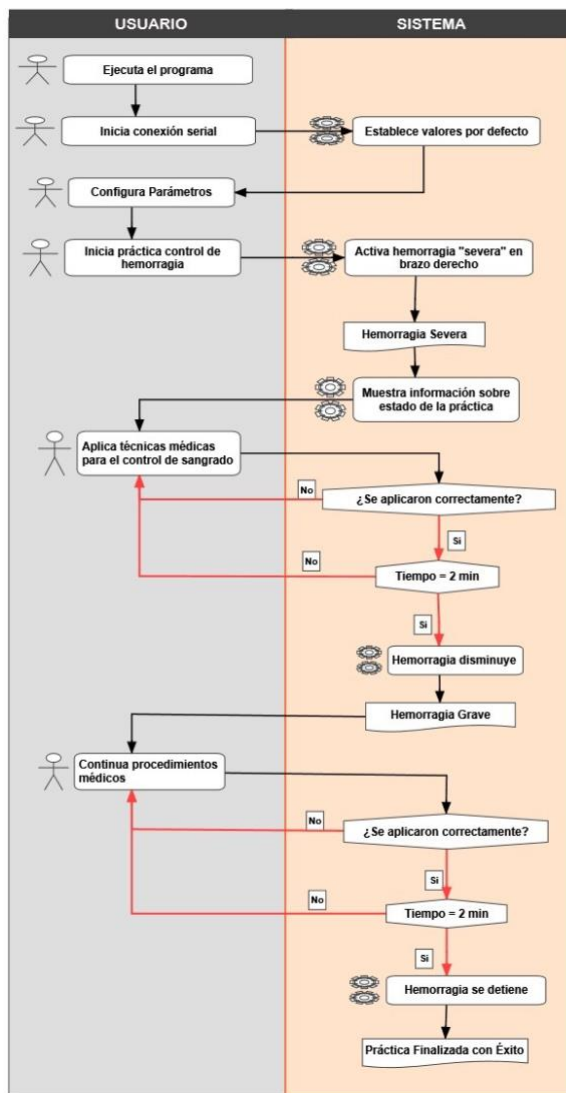 USUARIO
SISTEMA
Ejecuta el programa
Inicia conexión serial
Establece valores por defecto
Configura Parámetros
Inicia práctica control de
hemorragia
Activa hemorragia "severa" en
brazo derecho
Hemorragia Severa
Muestra información sobre
estado de la práctica
Aplica técnicas médicas
para el control de sangrado
No
¿Se aplicaron correctamente?
Si
No
Tiempo = 2 min
Si
Hemorragia disminuye
Hemorragia Grave
Continua procedimientos
médicos
No
¿Se aplicaron correctamente?
Si
No
Tiempo = 2 min
Si
Hemorragia se detiene
Práctica Finalizada con Éxito